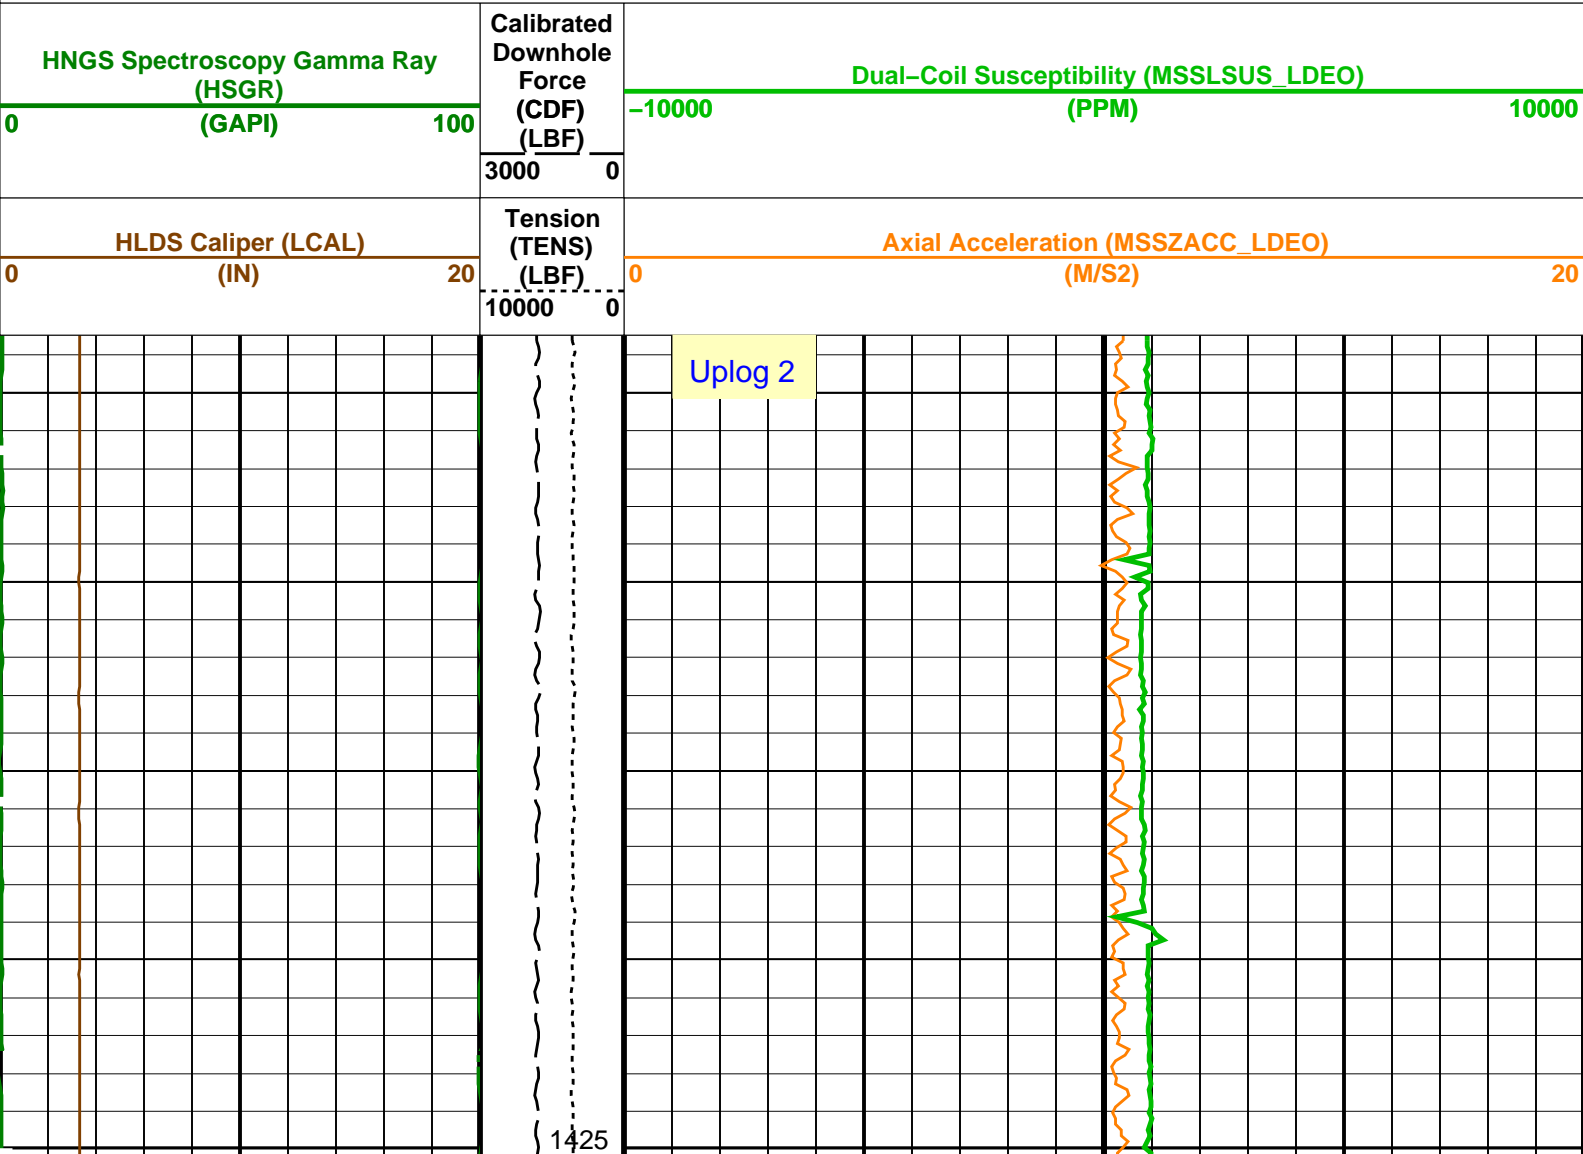 HNGS Spectroscopy Gamma Ray
(HSGR)
0 (GAPI) 100
Calibrated
Downhole
Force
(CDF)
(LBF)
3000 0
Dual−Coil Susceptibility (MSSLSUS_LDEO)
−10000 (PPM) 10000
HLDS Caliper (LCAL)
0 (IN) 20
Tension
(TENS)
(LBF)
10000 0
Axial Acceleration (MSSZACC_LDEO)
0 (M/S2) 20
Uplog 2
1425